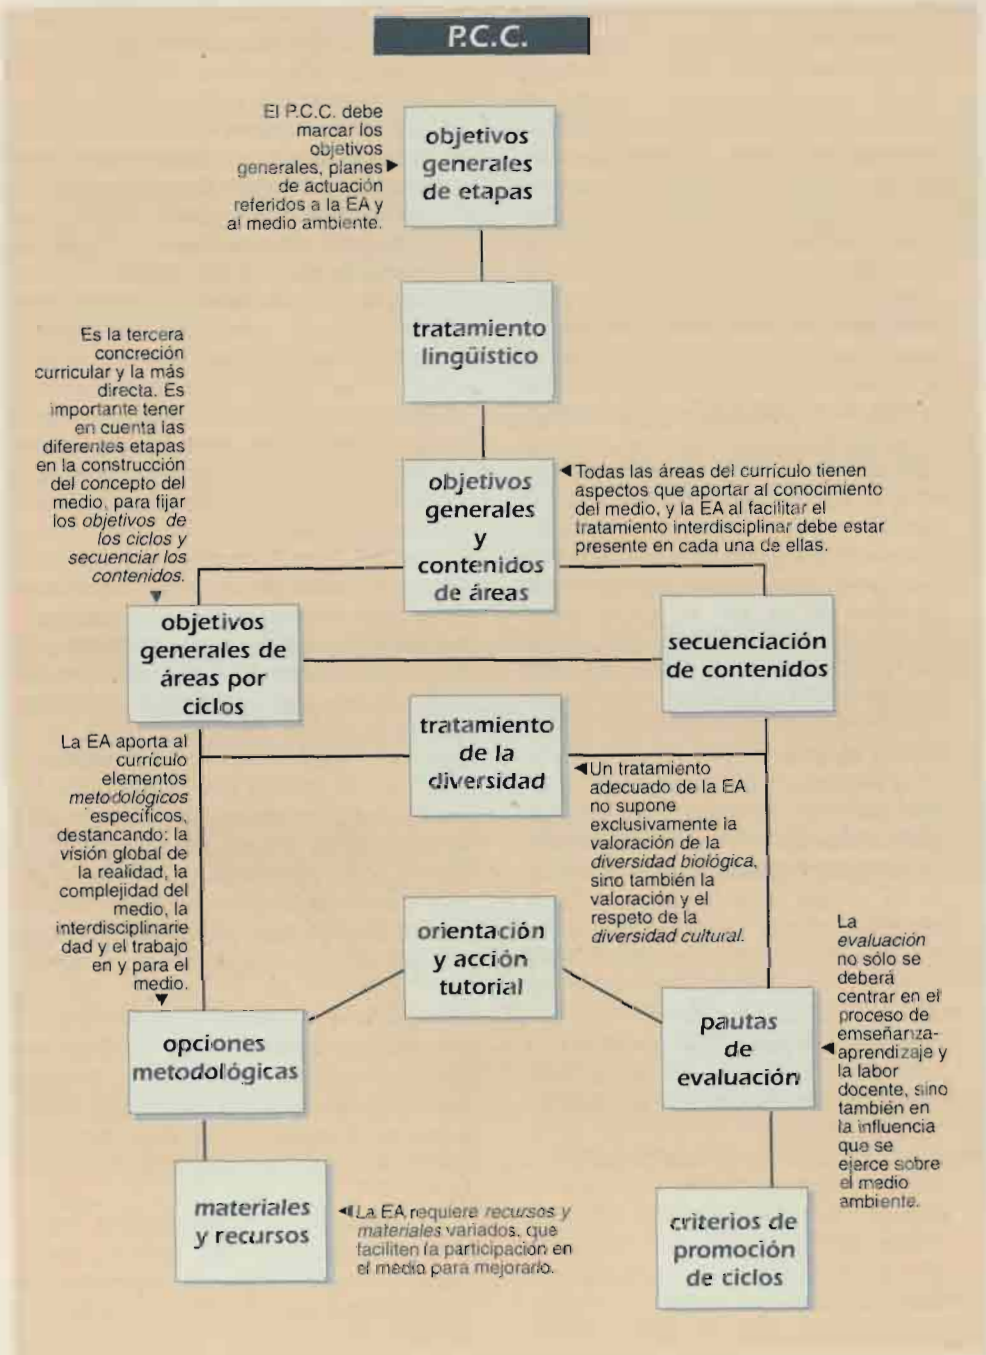 P.C.C.
El P.C.C. debe
marcar los
objetivos
generales, planes
de actuación
referidos a la EA y
al medio ambiente.
objetivos
generales
de etapas
tratamiento
lingüístico
Es la tercera
concreción
curricular y la más
directa. Es
importante tener
en cuenta las
diferentes etapas
en la construcción
del concepto del
medio, para fijar
los objetivos de
los ciclos y
secuenciar los
contenidos.
objetivos
generales
y
contenidos
de áreas
Todas las áreas del currículo tienen
aspectos que aportar al conocimiento
del medio, y la EA al facilitar el
tratamiento interdisciplinar debe estar
presente en cada una de ellas.
objetivos
generales de
áreas por
ciclos
secuenciación
de contenidos
tratamiento
de la
diversidad
La EA aporta al
currículo
elementos
metodológicos
específicos,
destancando: la
visión global de
la realidad, la
complejidad del
medio, la
interdisciplinarie
dad y el trabajo
en y para el
medio.
Un tratamiento
adecuado de la EA
no supone
exclusivamente la
valoración de la
diversidad biológica,
sino también la
valoración y el
respeto de la
diversidad cultural.
orientación
y acción
tutorial
La
evaluación
no sólo se
deberá
centrar en el
proceso de
emseñanza-
aprendizaje y
la labor
docente, sino
también en
la influencia
que se
ejerce sobre
el medio
ambiente.
opciones
metodológicas
pautas
de
evaluación
materiales
y recursos
La EA requiere recursos y
materiales variados, que
faciliten la participación en
el medio para mejorarlo.
criterios de
promoción
de ciclos